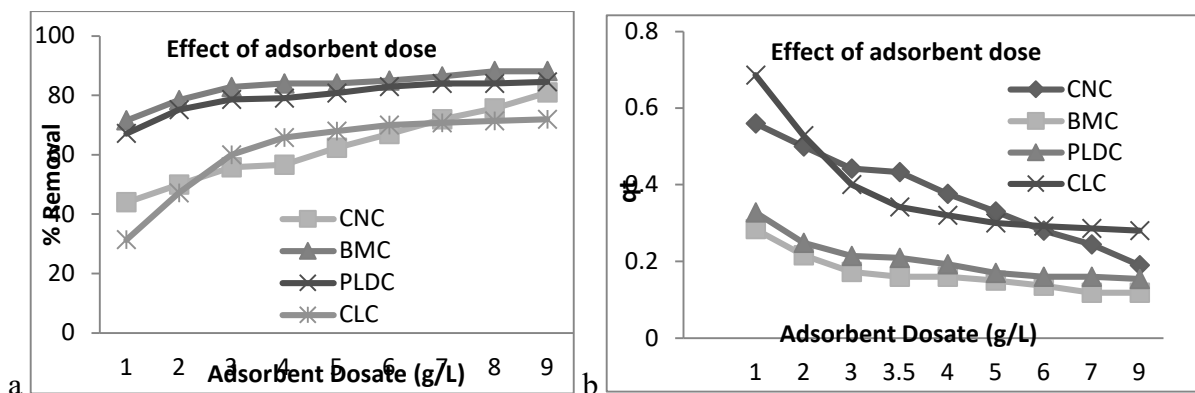 Effect of adsorbent dose
100
80
60
40
20
0
% Removal
CNC
BMC
PLDC
CLC
1 2 3 4 5 6 7 8 9
Adsorbent Dosate (g/L)
a
Effect of adsorbent dose
0.8
0.6
0.4
0.2
0
qt
CNC
BMC
PLDC
CLC
Adsorbent Dosate (g/L)
1 2 3 3.5 4 5 6 7 9
b